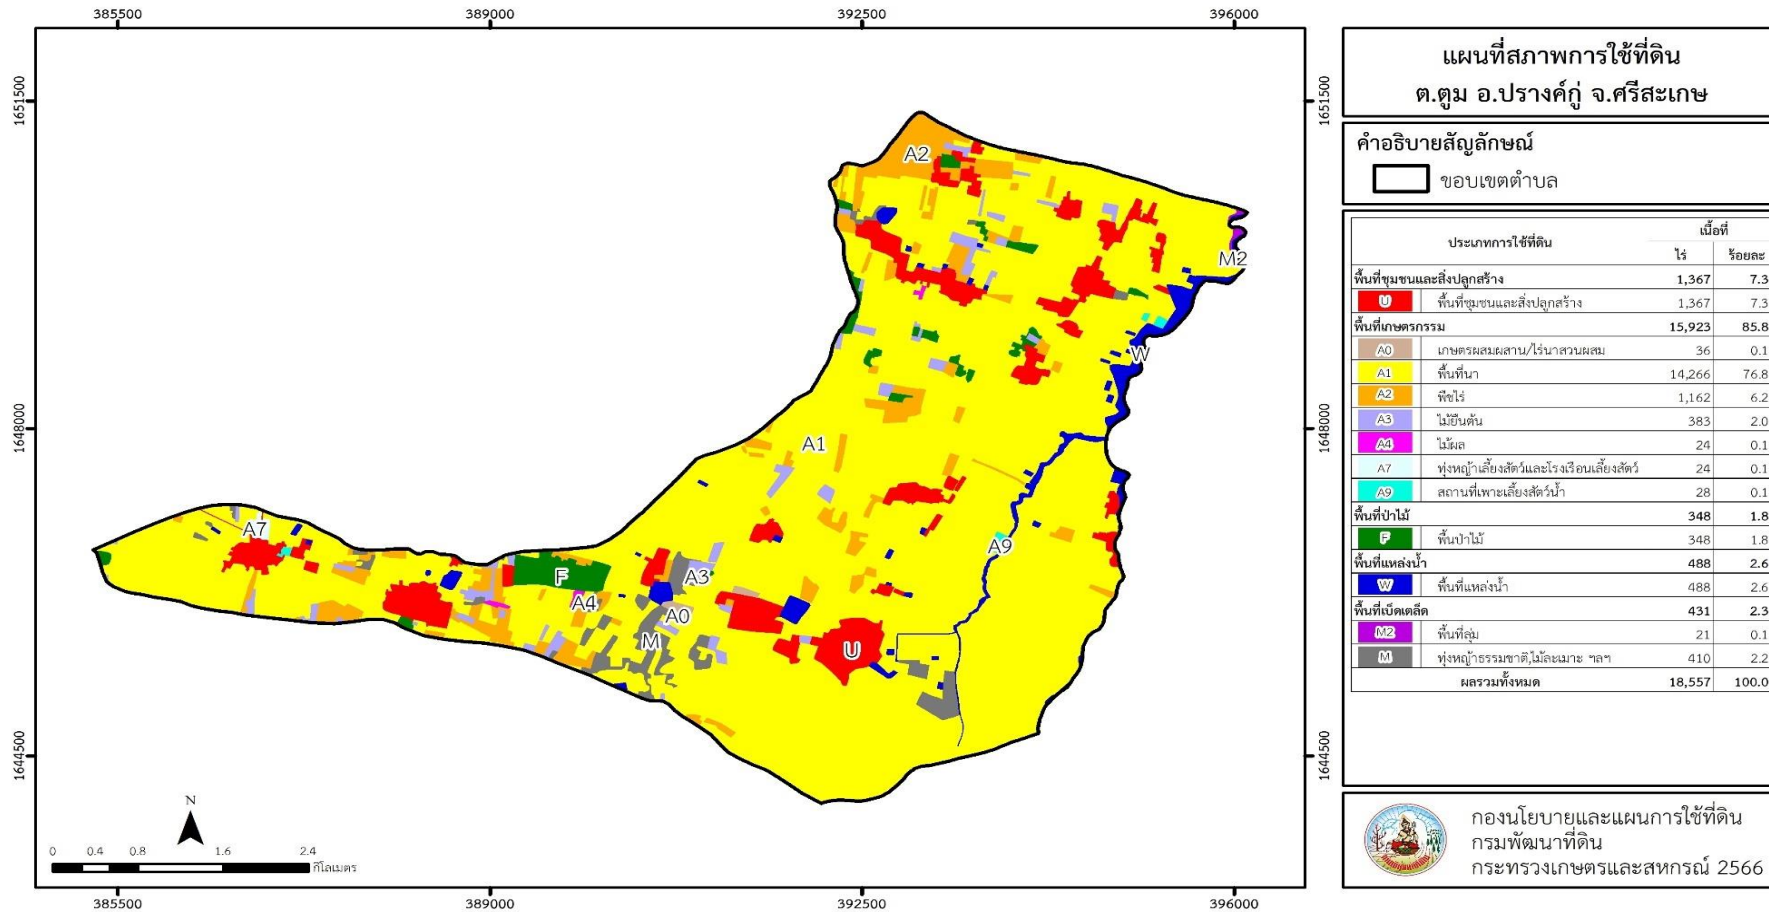 385500 389000 392500 396000
1651500 1651500
1648000 1648000
1644500 1644500
A2
M2
W
A1
A7
A9
F
A3
A4
A0
M
U
N
0 0.4 0.8 1.6 2.4
กิโลเมตร
385500 389000 392500 396000
แผนที่สภาพการใช้ที่ดิน
ต.ตูม อ.ปรางค์กู่ จ.ศรีสะเกษ
คำอธิบายสัญลักษณ์
ขอบเขตตำบล
ประเภทการใช้ที่ดิน เนื้อที่
ไร่ ร้อยละ
พื้นที่ชุมชนและสิ่งปลูกสร้าง 1,367 7.3
U พื้นที่ชุมชนและสิ่งปลูกสร้าง 1,367 7.3
พื้นที่เกษตรกรรม 15,923 85.8
A0 เกษตรผสมผสาน/ไร่นาสวนผสม 36 0.1
A1 พื้นที่นา 14,266 76.8
A2 พืชไร่ 1,162 6.2
A3 ไม้ยืนต้น 383 2.0
A4 ไม้ผล 24 0.1
A7 ทุ่งหญ้าเลี้ยงสัตว์และโรงเรือนเลี้ยงสัตว์ 24 0.1
A9 สถานที่เพาะเลี้ยงสัตว์น้ำ 28 0.1
พื้นที่ป่าไม้ 348 1.8
F พื้นป่าไม้ 348 1.8
พื้นที่แหล่งน้ำ 488 2.6
W พื้นที่แหล่งน้ำ 488 2.6
พื้นที่เบ็ดเตล็ด 431 2.3
M2 พื้นที่ลุ่ม 21 0.1
M ทุ่งหญ้าธรรมชาติ,ไม้ละเมาะ ฯลฯ 410 2.2
ผลรวมทั้งหมด 18,557 100.0
กองนโยบายและแผนการใช้ที่ดิน
กรมพัฒนาที่ดิน
กระทรวงเกษตรและสหกรณ์ 2566